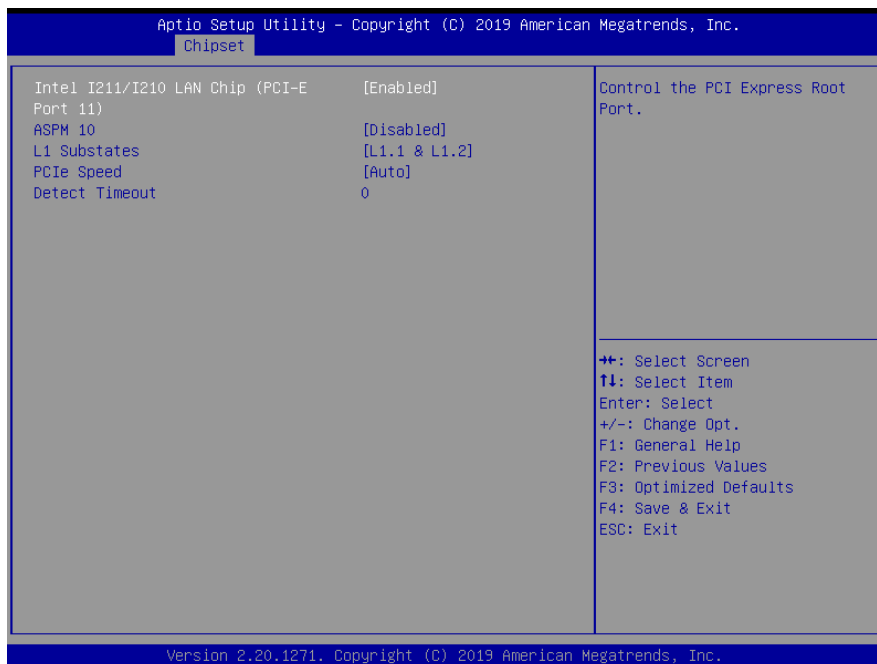 Aptio Setup Utility – Copyright (C) 2019 American Megatrends, Inc.
Chipset
Intel I211/I210 LAN Chip (PCI-E Port 11) [Enabled]
ASPM 10 [Disabled]
L1 Substates [L1.1 & L1.2]
PCIe Speed [Auto]
Detect Timeout 0
Control the PCI Express Root
Port.
→←: Select Screen
↑↓: Select Item
Enter: Select
+/-: Change Opt.
F1: General Help
F2: Previous Values
F3: Optimized Defaults
F4: Save & Exit
ESC: Exit
Version 2.20.1271. Copyright (C) 2019 American Megatrends, Inc.